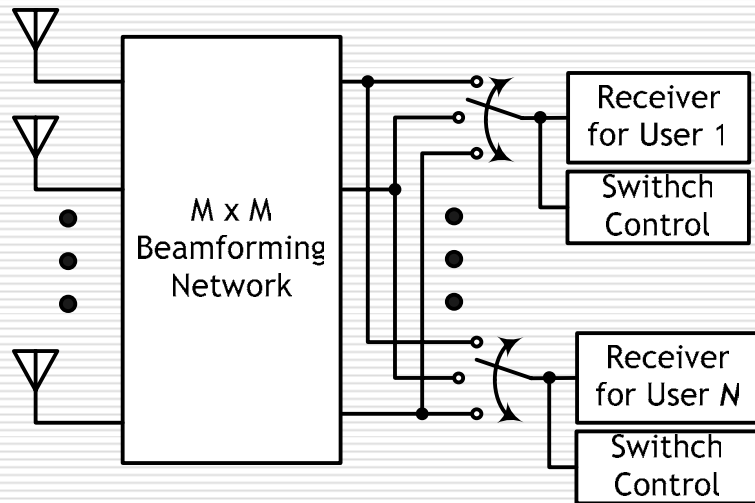 M x M
Beamforming
Network
Receiver
for User 1
Swithch
Control
Receiver
for User N
Swithch
Control